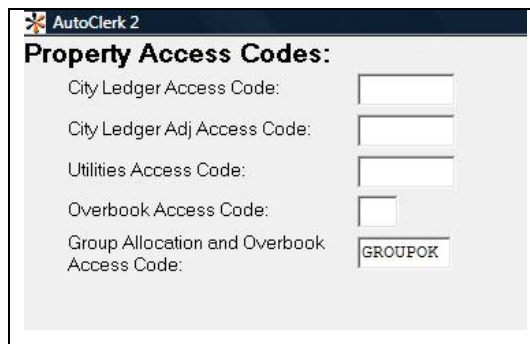 AutoClerk 2
Property Access Codes:
City Ledger Access Code:
City Ledger Adj Access Code:
Utilities Access Code:
Overbook Access Code:
Group Allocation and Overbook
Access Code:
GROUPOK